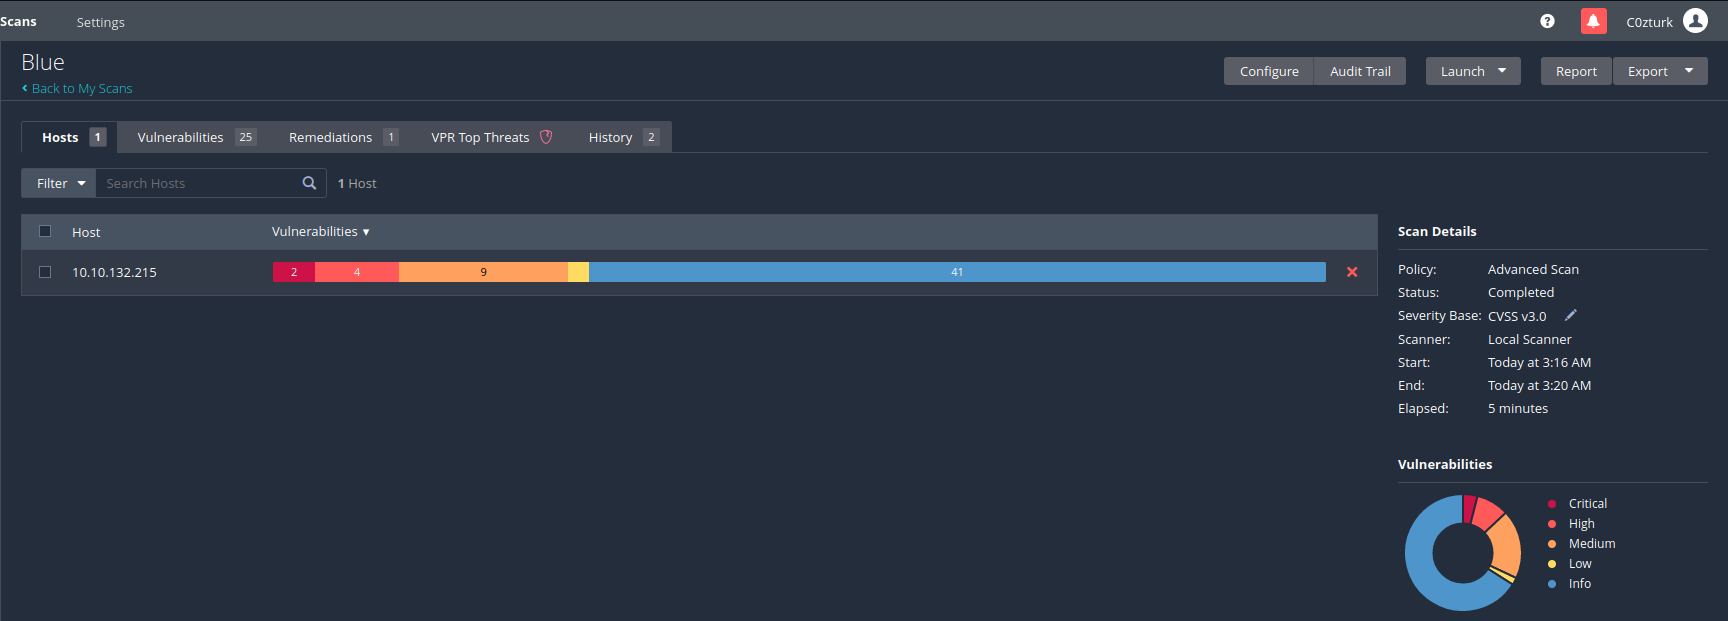 Scans Settings C0zturk
Blue
Back to My Scans
Configure Audit Trail Launch Report Export
Hosts 1 Vulnerabilities 25 Remediations 1 VPR Top Threats History 2
Filter Search Hosts 1 Host
Host Vulnerabilities
10.10.132.215 2 4 9 41
Scan Details
Policy: Advanced Scan
Status: Completed
Severity Base: CVSS v3.0
Scanner: Local Scanner
Start: Today at 3:16 AM
End: Today at 3:20 AM
Elapsed: 5 minutes
Vulnerabilities
Critical
High
Medium
Low
Info